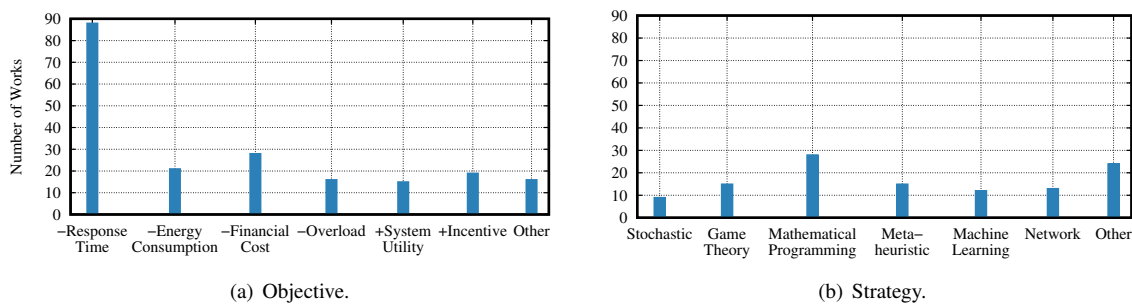 Number of Works
90
80
70
60
50
40
30
20
10
0
−Response Time
−Energy Consumption
−Financial Cost
−Overload
+System Utility
+Incentive
Other
(a) Objective.
90
80
70
60
50
40
30
20
10
0
Stochastic
Game Theory
Mathematical Programming
Meta−
heuristic
Machine Learning
Network
Other
(b) Strategy.